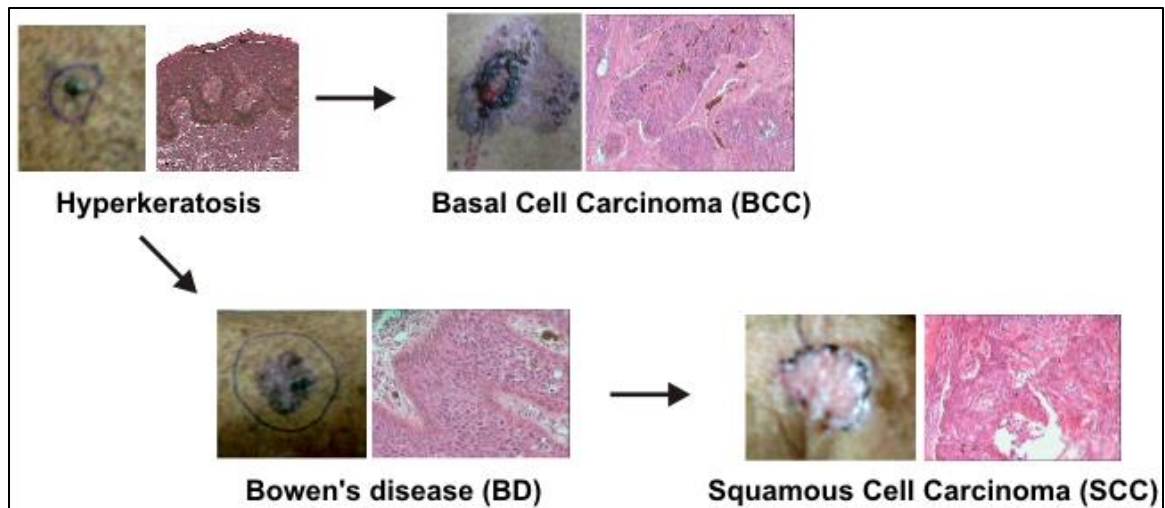 Hyperkeratosis
Basal Cell Carcinoma (BCC)
Bowen's disease (BD)
Squamous Cell Carcinoma (SCC)